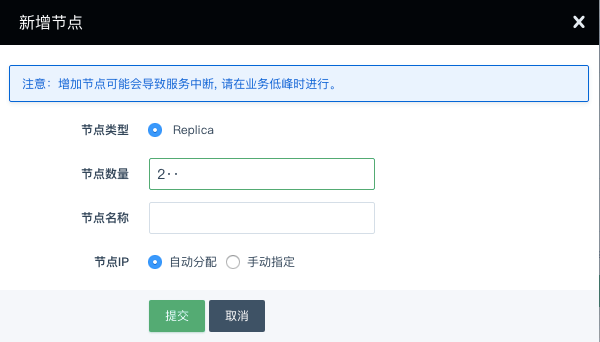 新增节点
注意：增加节点可能会导致服务中断, 请在业务低峰时进行。
节点类型 Replica
节点数量 2··
节点名称
节点IP 自动分配 手动指定
提交 取消